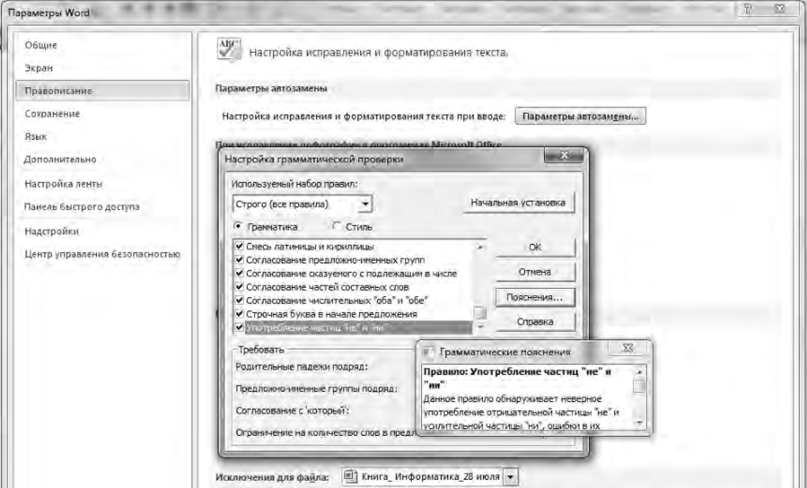 Параметры Word
Общие
Экран
Правописание
Сохранение
Язык
Дополнительно
Настройка ленты
Панель быстрого доступа
Надстройки
Центр управления безопасностью
Настройка исправления и форматирования текста.
Параметры автозамены
Настройка исправления и форматирования текста при вводе: Параметры автозамены...
При исправлении орфографии в программах Microsoft Office
Настройка грамматической проверки
Используемый набор правил:
Строго (все правила)
Начальная установка
Грамматика Стиль
Смесь латиницы и кириллицы
Согласование предложно-именных групп
Согласование сказуемого с подлежащим в числе
Согласование частей составных слов
Согласование числительных "оба" и "обе"
Строчная буква в начале предложения
Употребление частиц "не" и "ни"
ОК
Отмена
Пояснения...
Справка
Требовать
Родительные падежи подряд:
Предложно-именные группы подряд:
Согласование с 'который':
Ограничение на количество слов в предл
Грамматические пояснения
Правило: Употребление частиц "не" и
"ни"
Данное правило обнаруживает неверное
употребление отрицательной частицы "не" и
усилительной частицы "ни", ошибки в их
Исключения для файла: Книга_ Информатика_28 июля